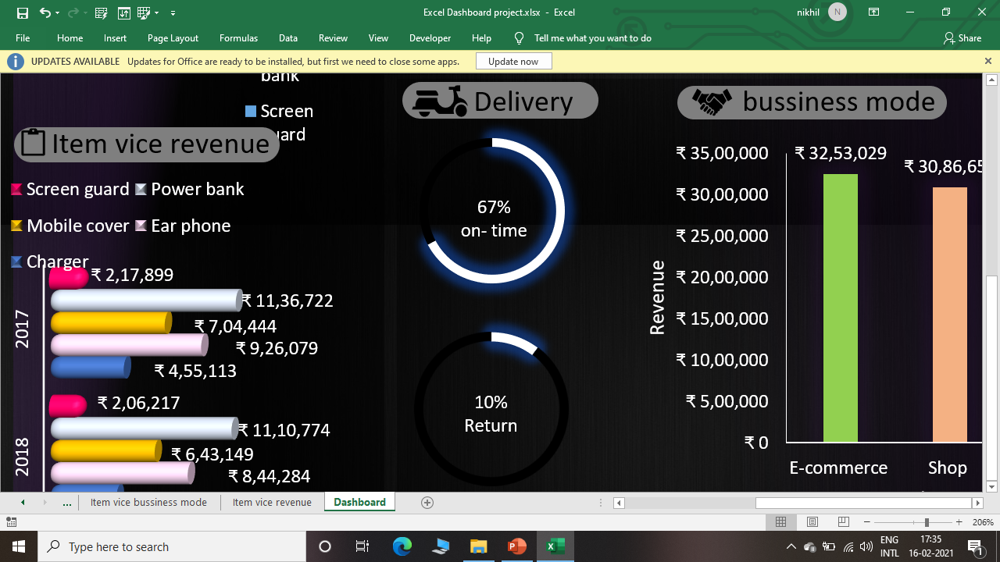 Excel Dashboard project.xlsx - Excel
nikhil
N
File Home Insert Page Layout Formulas Data Review View Developer Help Tell me what you want to do Share
UPDATES AVAILABLE Updates for Office are ready to be installed, but first we need to close some apps. Update now
bank
Screen
guard
Item vice revenue
Screen guard Power bank
Mobile cover Ear phone
Charger
2017
₹ 2,17,899
₹ 11,36,722
₹ 7,04,444
₹ 9,26,079
₹ 4,55,113
2018
₹ 2,06,217
₹ 11,10,774
₹ 6,43,149
₹ 8,44,284
Delivery
67%
on- time
10%
Return
bussiness mode
Revenue
₹ 35,00,000
₹ 30,00,000
₹ 25,00,000
₹ 20,00,000
₹ 15,00,000
₹ 10,00,000
₹ 5,00,000
₹ 0
₹ 32,53,029
₹ 30,86,65
E-commerce Shop
... Item vice bussiness mode Item vice revenue Dashboard
206%
Type here to search
ENG
INTL
17:35
16-02-2021
1